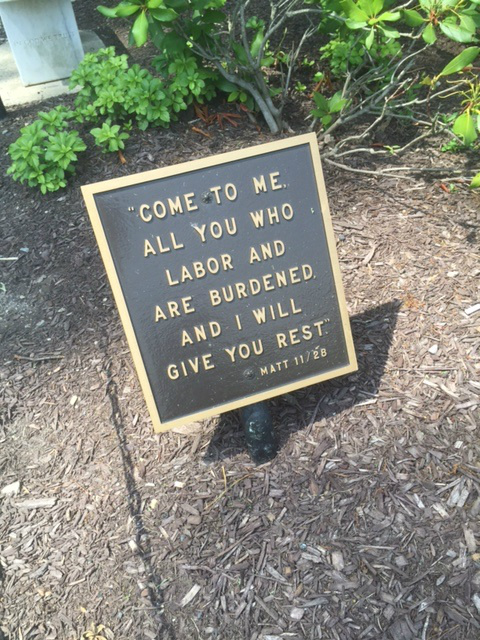 "COME TO ME,
ALL YOU WHO
LABOR AND
ARE BURDENED,
AND I WILL
GIVE YOU REST."
MATT 11/28